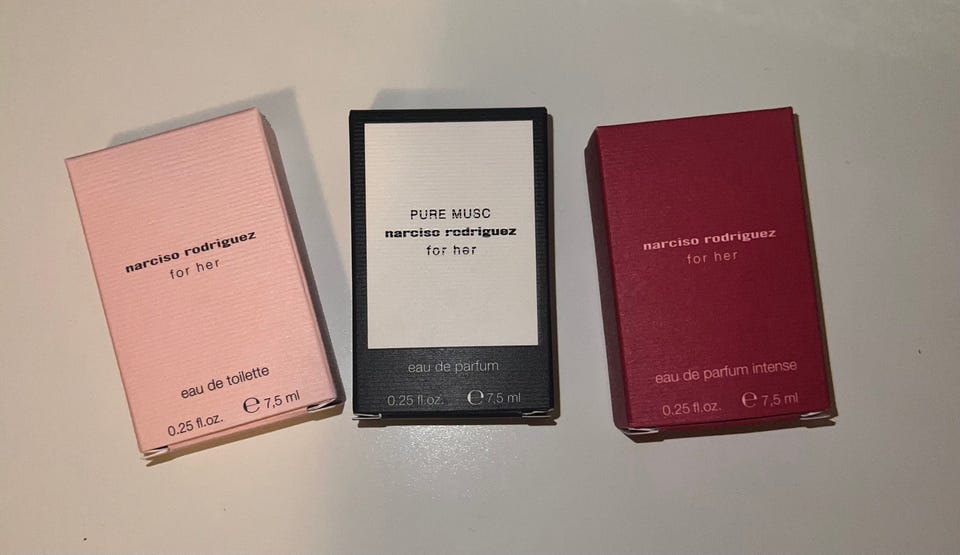 narciso rodriguez
for her
eau de toilette
0.25 fl.oz. ℮ 7,5 ml
PURE MUSC
narciso rodriguez
for her
eau de parfum
0.25 fl.oz. ℮ 7,5 ml
narciso rodriguez
for her
eau de parfum intense
0.25 fl.oz. ℮ 7,5 ml